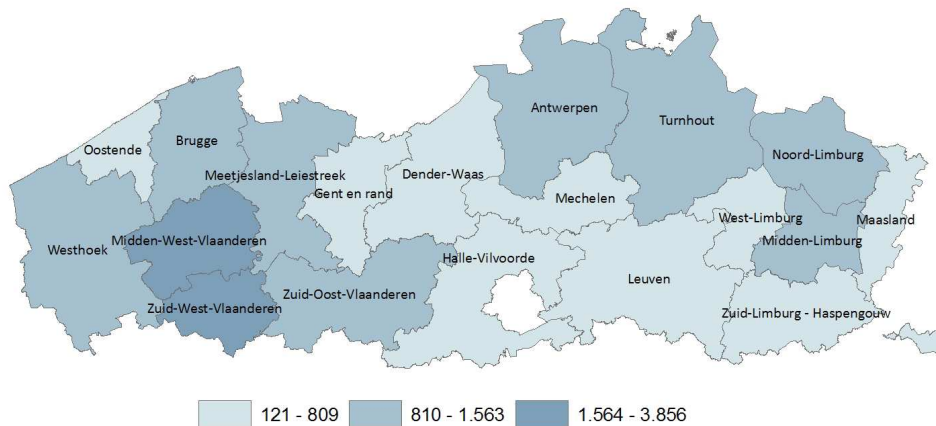 Antwerpen
Turnhout
Brugge
Oostende
Noord-Limburg
Meetjesland-Leiestreek
Dender-Waas
Gent en rand
Mechelen
West-Limburg
Maasland
Midden-West-Vlaanderen
Midden-Limburg
Westhoek
Halle-Vilvoorde
Leuven
Zuid-Oost-Vlaanderen
Zuid-West-Vlaanderen
Zuid-Limburg - Haspengouw
121 - 809
810 - 1.563
1.564 - 3.856